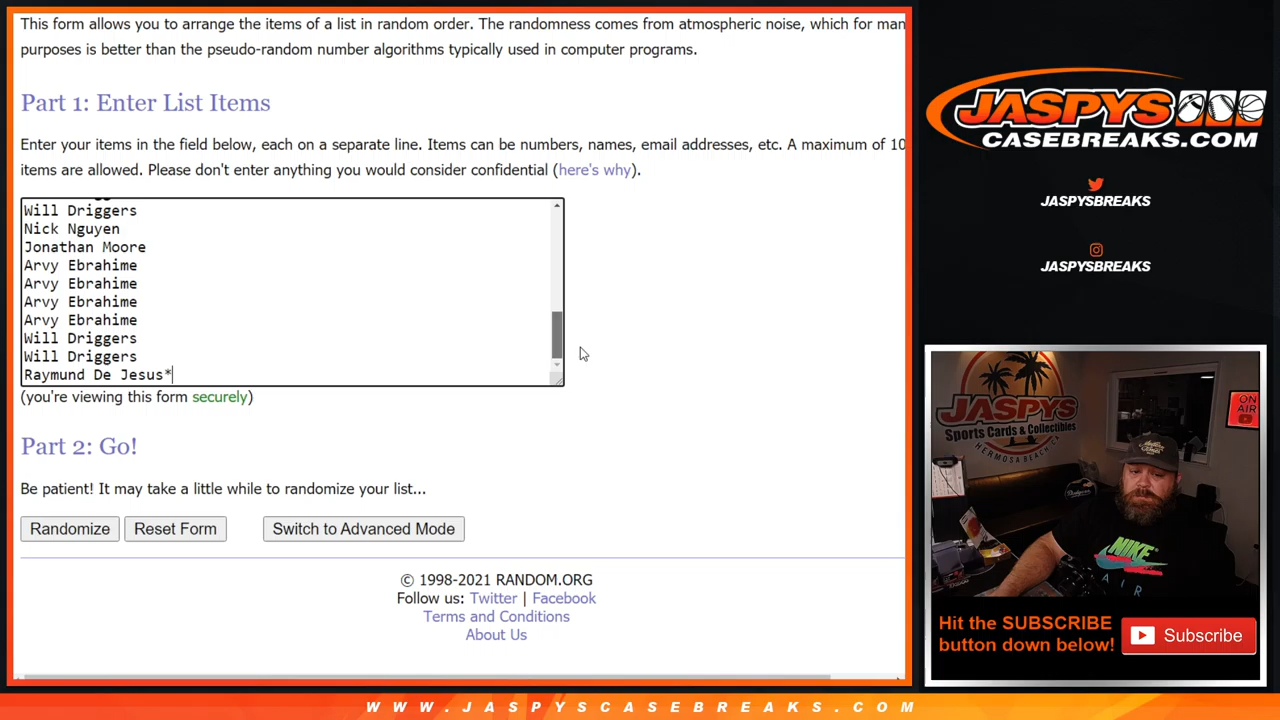 This form allows you to arrange the items of a list in random order. The randomness comes from atmospheric noise, which for man
purposes is better than the pseudo-random number algorithms typically used in computer programs.
Part 1: Enter List Items
Enter your items in the field below, each on a separate line. Items can be numbers, names, email addresses, etc. A maximum of 10
items are allowed. Please don't enter anything you would consider confidential (here's why).
Will Driggers
Nick Nguyen
Jonathan Moore
Arvy Ebrahime
Arvy Ebrahime
Arvy Ebrahime
Arvy Ebrahime
Will Driggers
Will Driggers
Raymund De Jesus*
(you're viewing this form securely)
Part 2: Go!
Be patient! It may take a little while to randomize your list...
Randomize
Reset Form
Switch to Advanced Mode
© 1998-2021 RANDOM.ORG
Follow us: Twitter | Facebook
Terms and Conditions
About Us
JASPYS
CASEBREAKS.COM
JASPYSBREAKS
JASPYSBREAKS
JASPYS
Sports Cards & Collectibles
HERMOSA BEACH, CA
ON
AIR
Dodgers
NIKE
AIR
Hit the SUBSCRIBE
button down below!
Subscribe
WWW.JASPYSCASEBREAKS.COM